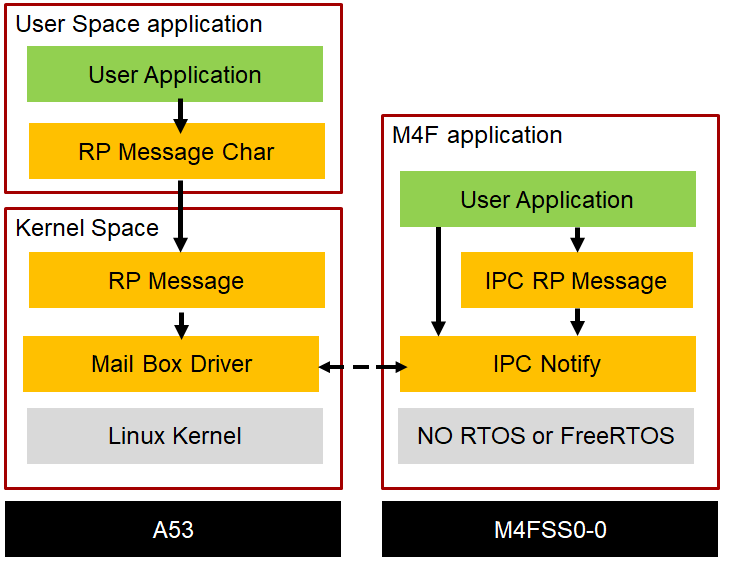 User Space application
User Application
RP Message Char
Kernel Space
RP Message
Mail Box Driver
Linux Kernel
A53
M4F application
User Application
IPC RP Message
IPC Notify
NO RTOS or FreeRTOS
M4FSS0-0